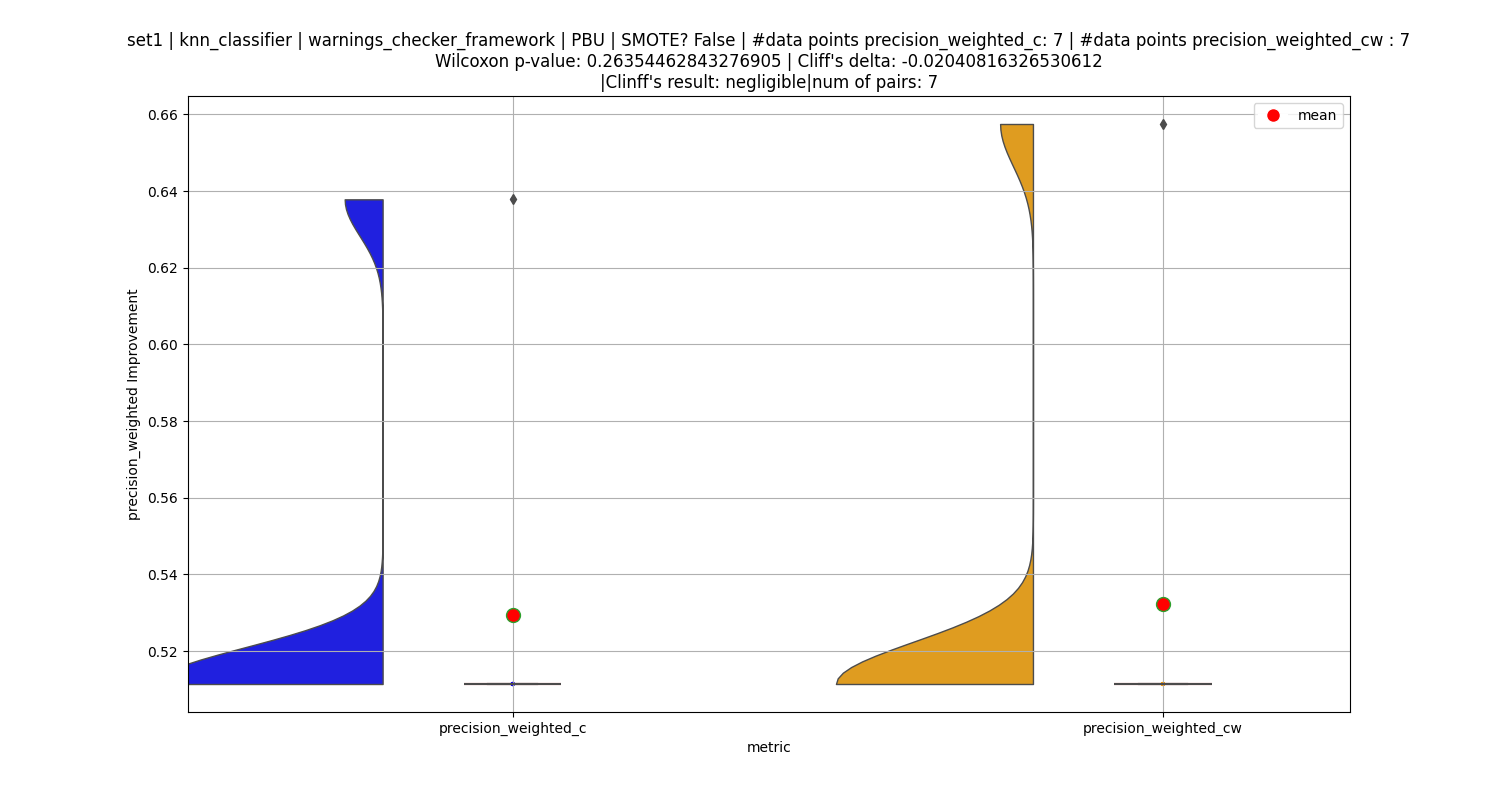 set1 | knn_classifier | warnings_checker_framework | PBU | SMOTE? False | #data points precision_weighted_c: 7 | #data points precision_weighted_cw : 7
Wilcoxon p-value: 0.26354462843276905 | Cliff's delta: -0.02040816326530612
|Clinff's result: negligible|num of pairs: 7
mean
0.66
0.64
0.62
0.60
0.58
0.56
0.54
0.52
precision_weighted Improvement
precision_weighted_c
precision_weighted_cw
metric